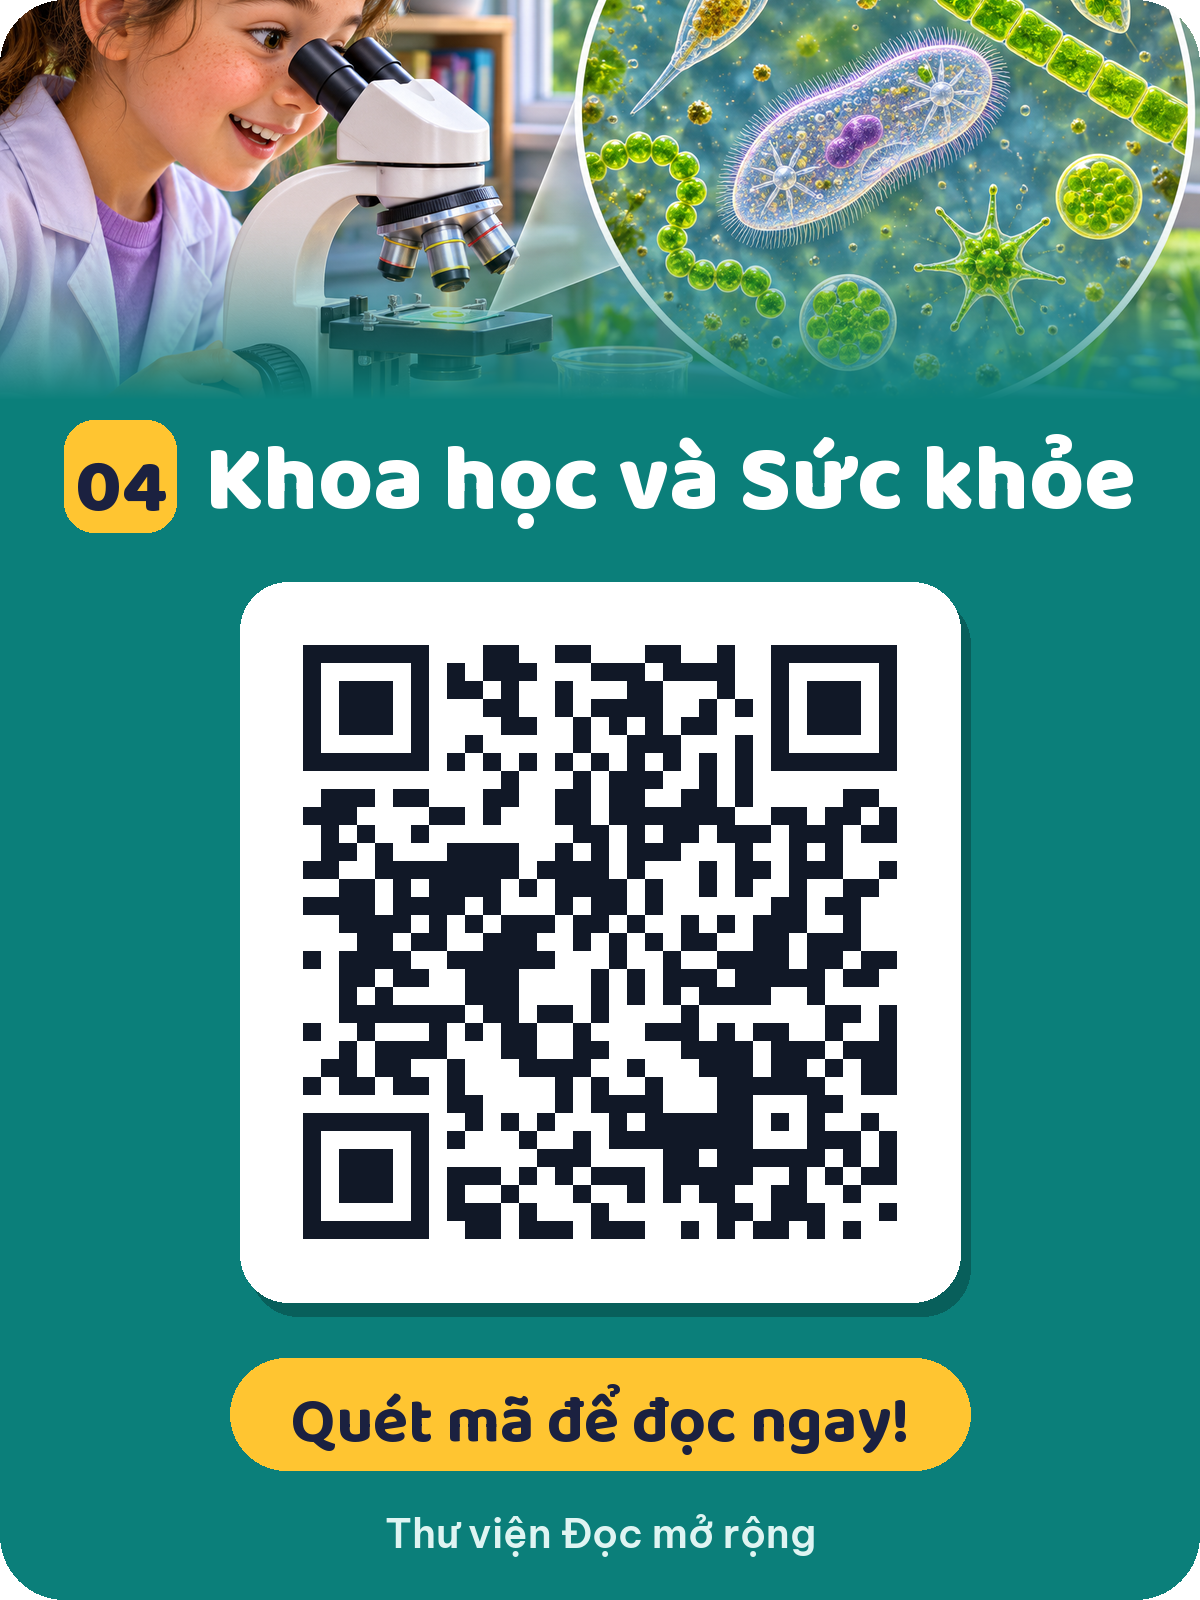 04 Khoa học và Sức khỏe
Quét mã để đọc ngay!
Thư viện Đọc mở rộng